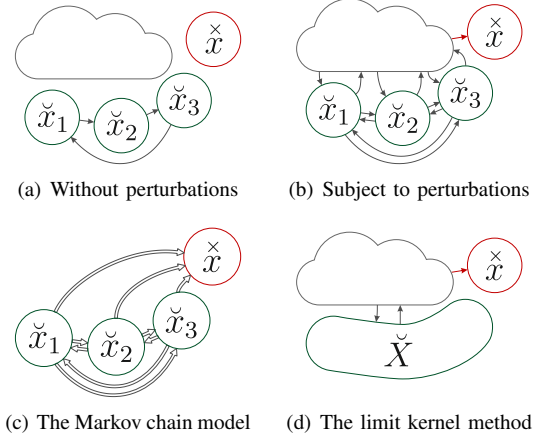 x̌
x̆₁ x̆₂ x̆₃
(a) Without perturbations
x̌
x̆₁ x̆₂ x̆₃
(b) Subject to perturbations
x̌
x̆₁ x̆₂ x̆₃
(c) The Markov chain model
x̌
X̆
(d) The limit kernel method